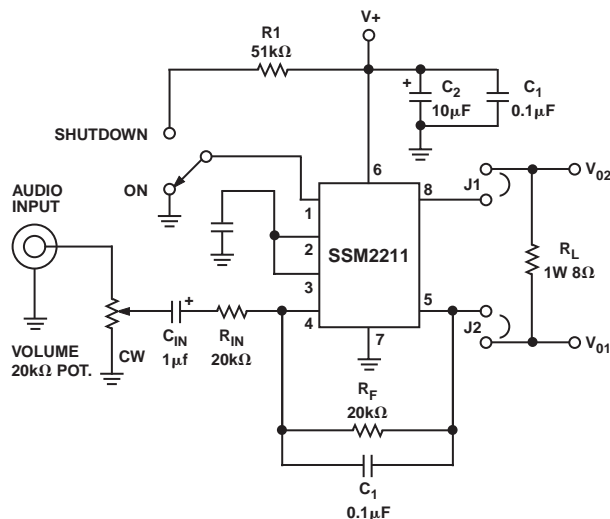 V+
R1
51kΩ
C2
10μF
C1
0.1μF
SHUTDOWN
ON
AUDIO
INPUT
6
1
8
J1
V02
2
SSM2211
RL
1W 8Ω
3
5
4
7
J2
V01
CIN
1μf
RIN
20kΩ
VOLUME
20kΩ POT.
CW
RF
20kΩ
C1
0.1μF